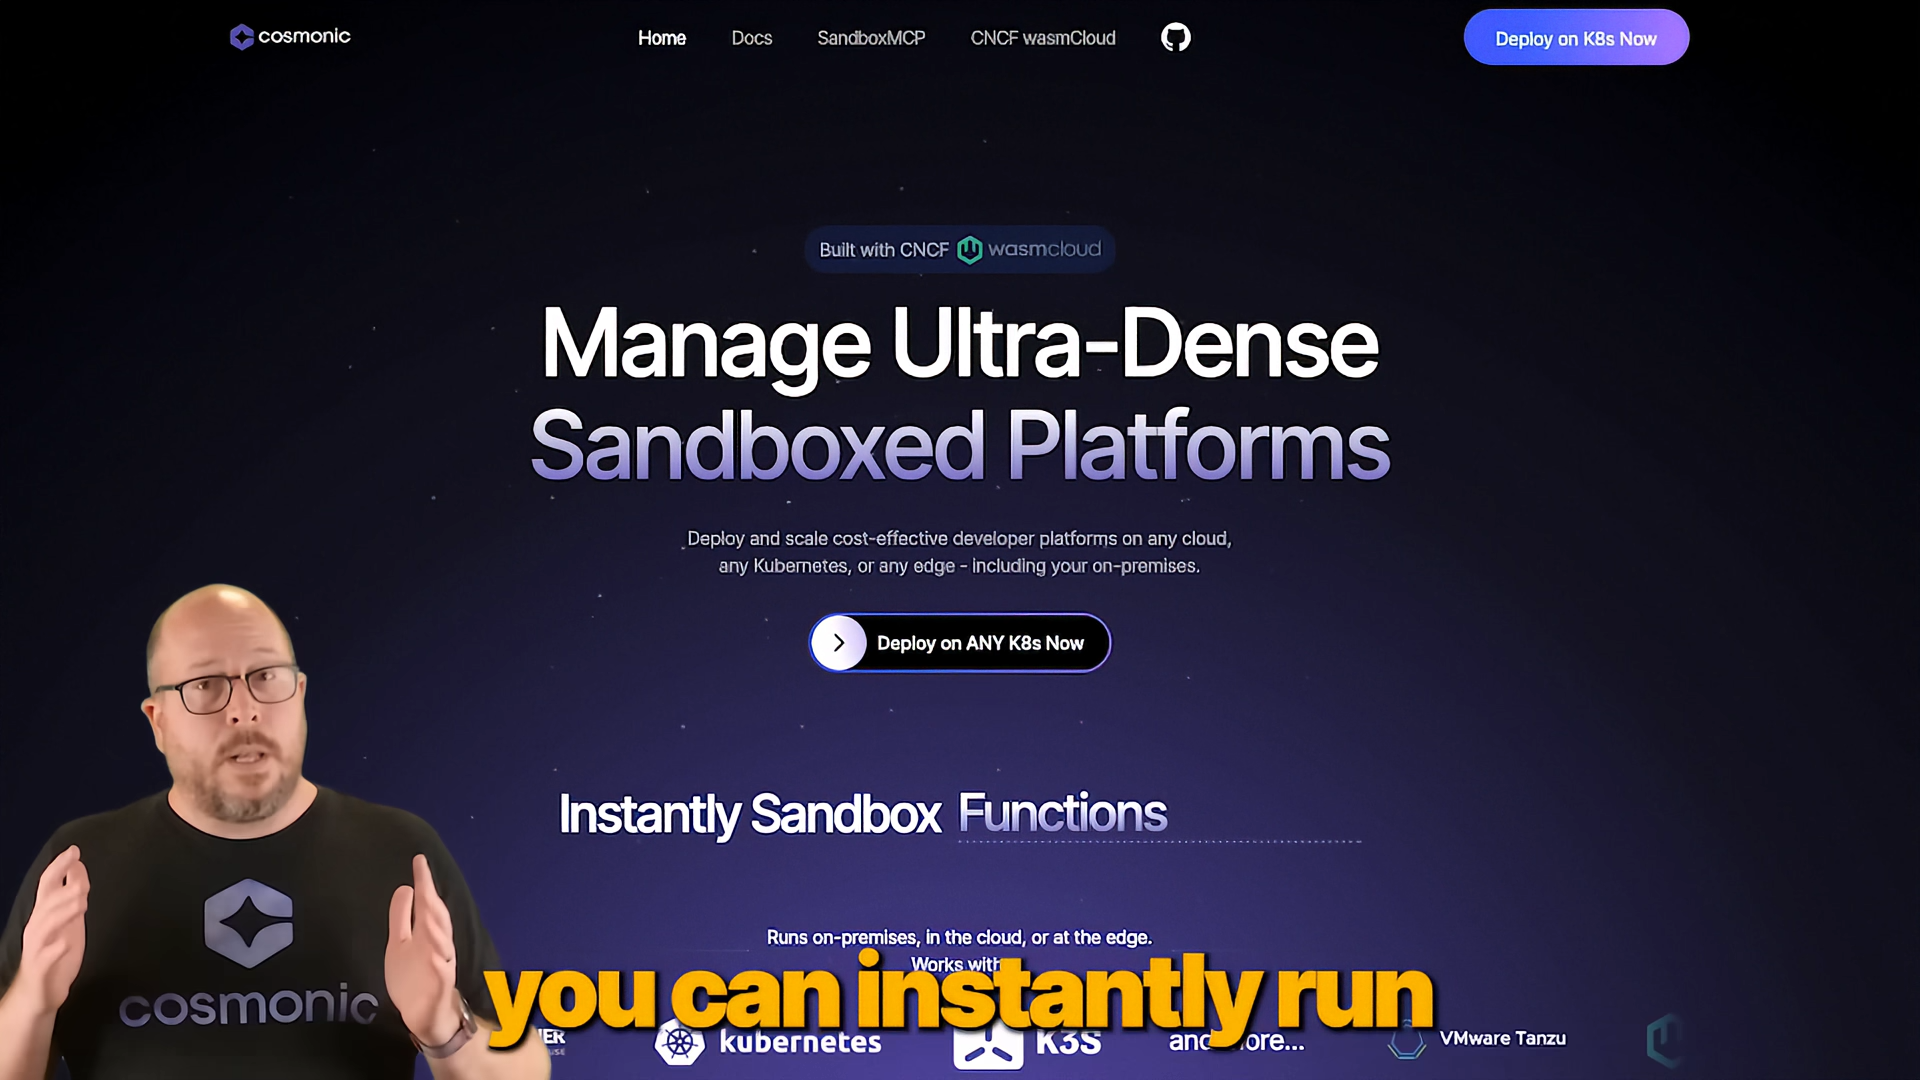 cosmonic
Home Docs SandboxMCP CNCF wasmCloud
Deploy on K8s Now
Built with CNCF wasmcloud
Manage Ultra-Dense
Sandboxed Platforms
Deploy and scale cost-effective developer platforms on any cloud,
any Kubernetes, or any edge - including your on-premises.
Deploy on ANY K8s Now
Instantly Sandbox Functions
Runs on-premises, in the cloud, or at the edge.
Works with
you can instantly run
kubernetes
K3S
VMware Tanzu
cosmonic